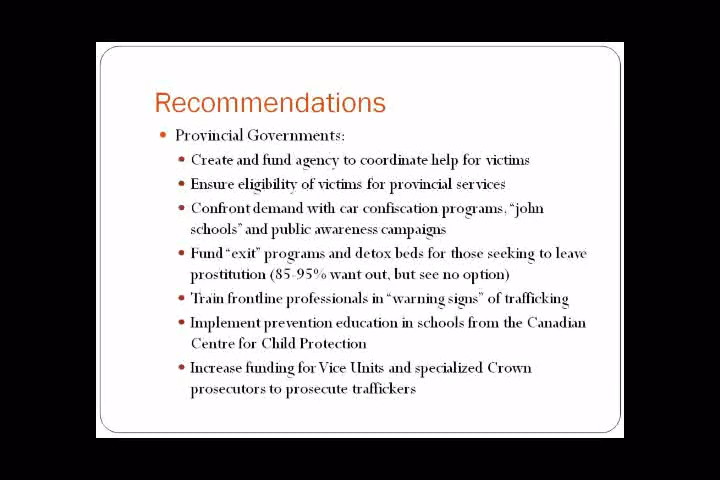 Recommendations
• Provincial Governments:
• Create and fund agency to coordinate help for victims
• Ensure eligibility of victims for provincial services
• Confront demand with car confiscation programs, “john
schools” and public awareness campaigns
• Fund “exit” programs and detox beds for those seeking to leave
prostitution (85-95% want out, but see no option)
• Train frontline professionals in “warning signs” of trafficking
• Implement prevention education in schools from the Canadian
Centre for Child Protection
• Increase funding for Vice Units and specialized Crown
prosecutors to prosecute traffickers